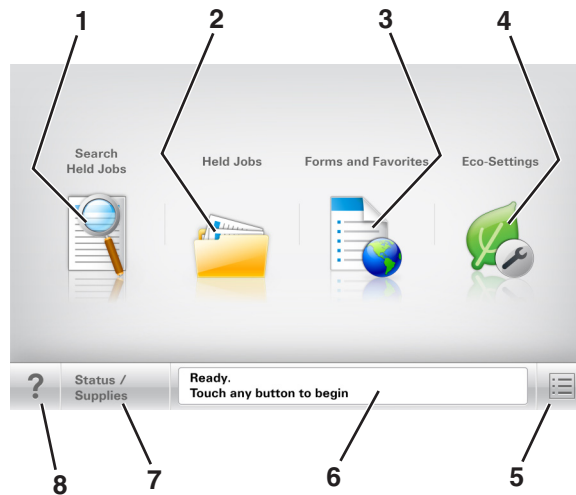 1
2
3
4
Search
Held Jobs
Held Jobs
Forms and Favorites
Eco-Settings
?
Status /
Supplies
Ready.
Touch any button to begin
8
7
6
5